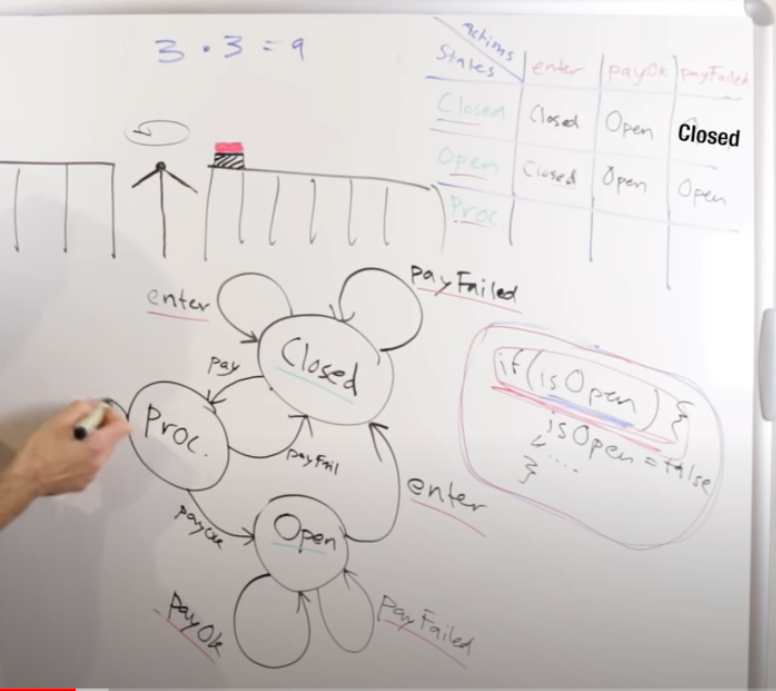 3 · 3 = 9
actions
States
enter
payOk
payFailed
Closed
Closed
Open
Closed
Open
Closed
Open
Open
Proc
enter
payFailed
Closed
pay
Proc.
payFail
payOk
Open
enter
payOk
PayFailed
if (isOpen) {
isOpen = false
....
}